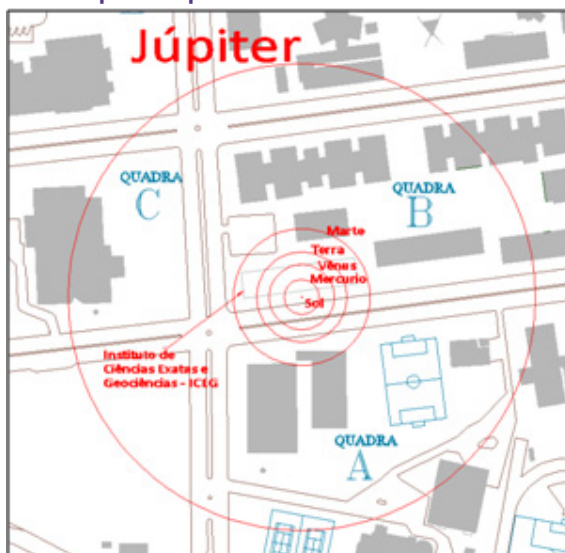 Júpiter
QUADRA
C
QUADRA
B
Marte
Terra
Vênus
Mercurio
Sol
Instituto de
Ciências Exatas e
Geociências - ICEG
QUADRA
A